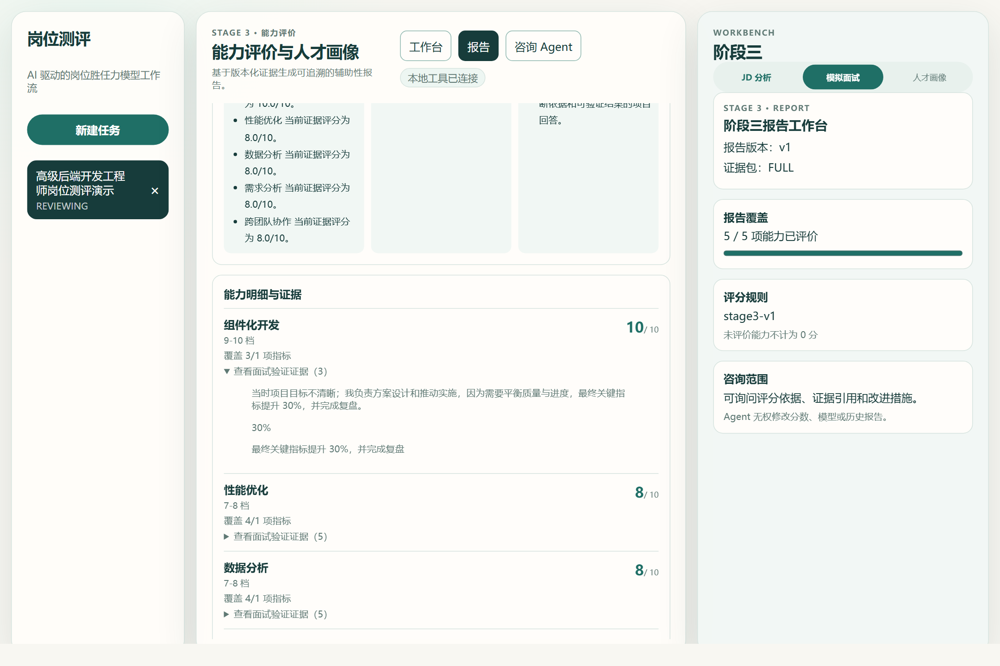 岗位测评
AI 驱动的岗位胜任力模型工作
流
新建任务
高级后端开发工程
师岗位测评演示
×
REVIEWING
STAGE 3 • 能力评价
能力评价与人才画像
基于版本化证据生成可追溯的辅助性报
告。
工作台
报告
咨询 Agent
本地工具已连接
为 10.0/10。
• 性能优化 当前证据评分为
8.0/10。
• 数据分析 当前证据评分为
8.0/10。
• 需求分析 当前证据评分为
8.0/10。
• 跨团队协作 当前证据评分
为 8.0/10。
断依据和可验证结果的项目
回答。
能力明细与证据
组件化开发
10/ 10
9-10 档
覆盖 3/1 项指标
▼ 查看面试验证证据（3）
当时项目目标不清晰；我负责方案设计和推动实施，因为需要平衡质量与进度，最终关键指
标提升 30%，并完成复盘。
30%
最终关键指标提升 30%，并完成复盘
性能优化
8/ 10
7-8 档
覆盖 4/1 项指标
▶ 查看面试验证证据（5）
数据分析
8/ 10
7-8 档
覆盖 4/1 项指标
▶ 查看面试验证证据（5）
WORKBENCH
阶段三
JD 分析
模拟面试
人才画像
STAGE 3 • REPORT
阶段三报告工作台
报告版本：v1
证据包：FULL
报告覆盖
5 / 5 项能力已评价
评分规则
stage3-v1
未评价能力不计为 0 分
咨询范围
可询问评分依据、证据引用和改进措施。
Agent 无权修改分数、模型或历史报告。